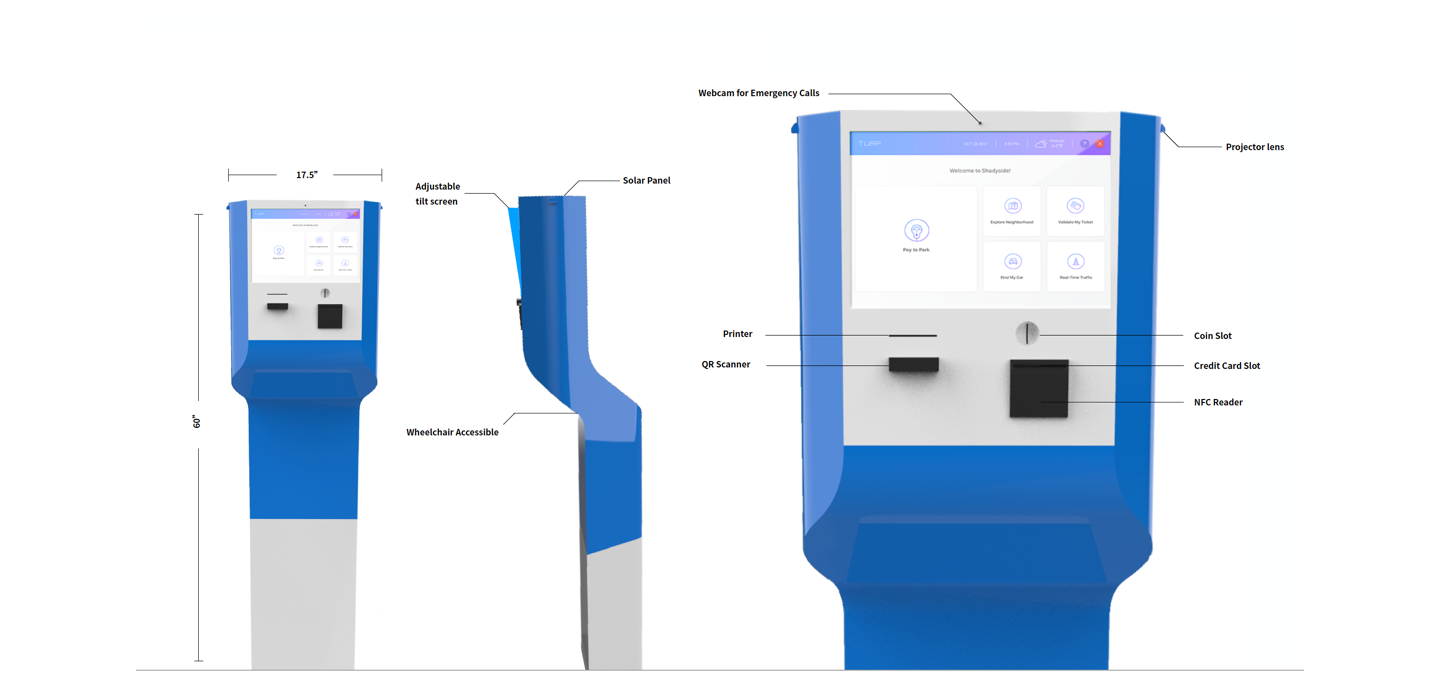 Webcam for Emergency Calls
Projector lens
17.5"
Adjustable
tilt screen
Solar Panel
60"
Wheelchair Accessible
TURF
Welcome to Shadyside!
Pay to Park
Explore Neighborhood
Validate My Ticket
Find My Car
Real-Time Traffic
Printer
QR Scanner
Coin Slot
Credit Card Slot
NFC Reader